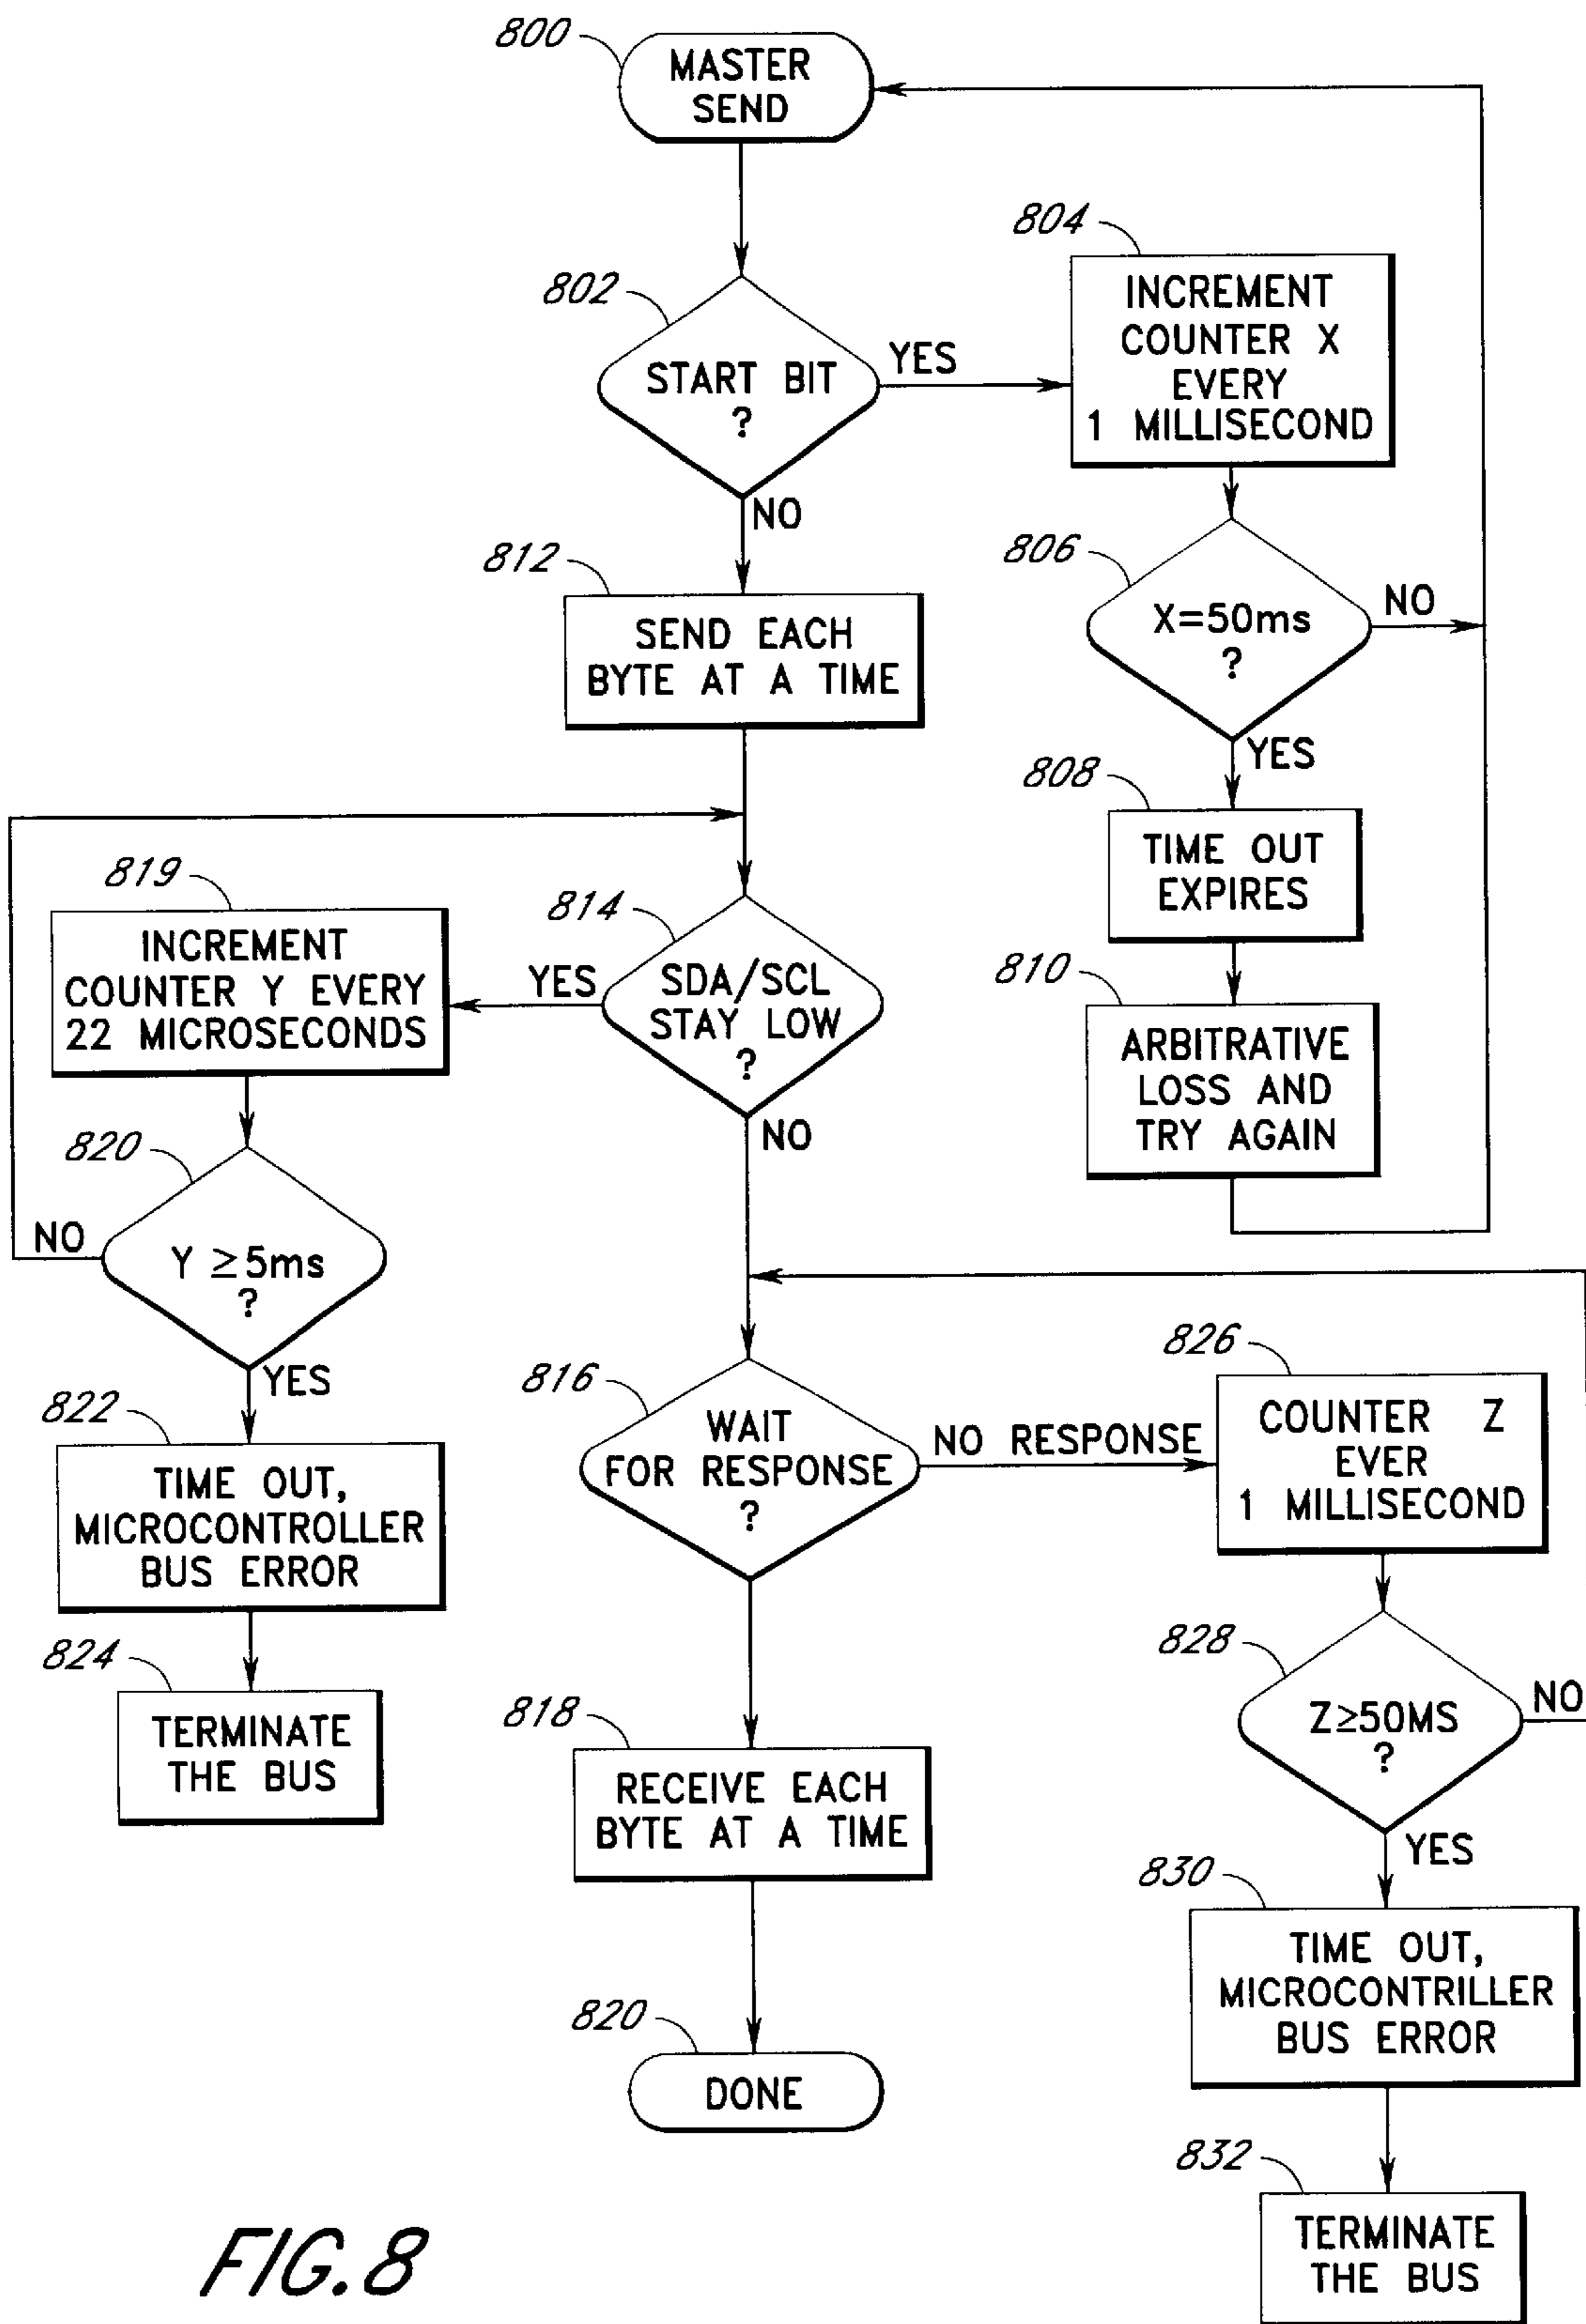 800
MASTER
SEND
804
802
INCREMENT
COUNTER X
EVERY
1 MILLISECOND
START BIT
?
YES
NO
812
806
SEND EACH
BYTE AT A TIME
X=50ms
?
NO
YES
808
TIME OUT
EXPIRES
819
814
INCREMENT
COUNTER Y EVERY
22 MICROSECONDS
YES
SDA/SCL
STAY LOW
?
NO
810
ARBITRATIVE
LOSS AND
TRY AGAIN
820
NO
Y ≥5ms
?
YES
822
TIME OUT,
MICROCONTROLLER
BUS ERROR
824
TERMINATE
THE BUS
816
WAIT
FOR RESPONSE
?
NO RESPONSE
826
COUNTER Z
EVER
1 MILLISECOND
828
Z≥50MS
?
NO
YES
818
RECEIVE EACH
BYTE AT A TIME
830
TIME OUT,
MICROCONTRILLER
BUS ERROR
820
DONE
832
TERMINATE
THE BUS
FIG.8